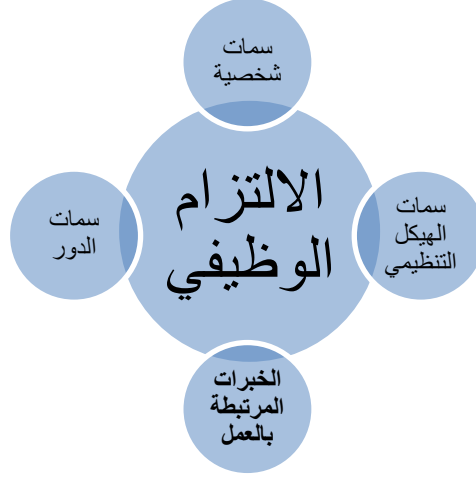 سمات
شخصية
الالتزام
الوظيفي
سمات
الهيكل
التنظيمي
سمات
الدور
الخبرات
المرتبطة
بالعمل